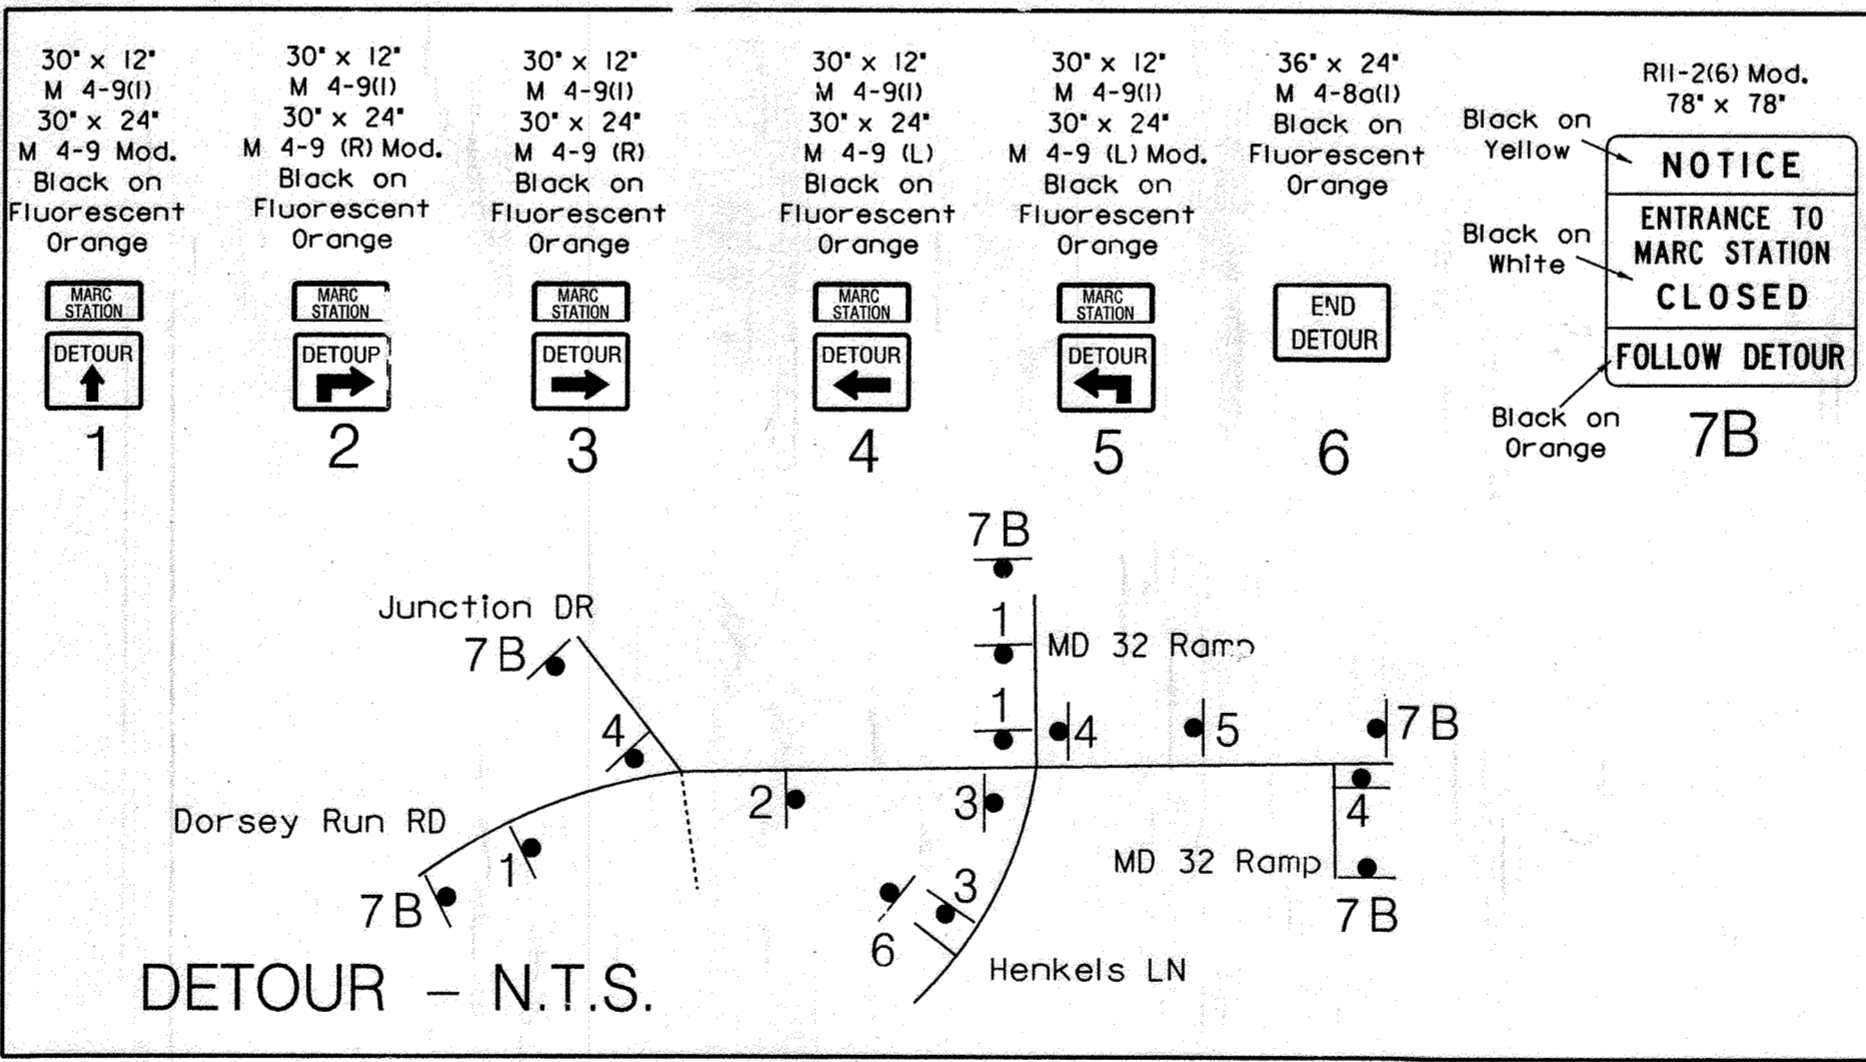 30" x 12"
M 4-9(1)
30" x 24"
M 4-9 Mod.
Black on
Fluorescent
Orange
MARC
STATION
DETOUR
1
30" x 12"
M 4-9(1)
30" x 24"
M 4-9 (R) Mod.
Black on
Fluorescent
Orange
MARC
STATION
DETOUP
2
30" x 12"
M 4-9(1)
30" x 24"
M 4-9 (R)
Black on
Fluorescent
Orange
MARC
STATION
DETOUR
3
30" x 12"
M 4-9(1)
30" x 24"
M 4-9 (L)
Black on
Fluorescent
Orange
MARC
STATION
DETOUR
4
30" x 12"
M 4-9(1)
30" x 24"
M 4-9 (L) Mod.
Black on
Fluorescent
Orange
MARC
STATION
DETOUR
5
36" x 24"
M 4-8a(1)
Black on
Fluorescent
Orange
END
DETOUR
6
R11-2(6) Mod.
78" x 78"
Black on
Yellow
NOTICE
Black on
White
ENTRANCE TO
MARC STATION
CLOSED
FOLLOW DETOUR
Black on
Orange
7B
7B
Junction DR
7B
1
MD 32 Ramp
1
4
4
5
7B
2
3
4
Dorsey Run RD
1
MD 32 Ramp
3
7B
7B
6
Henkels LN
DETOUR - N.T.S.